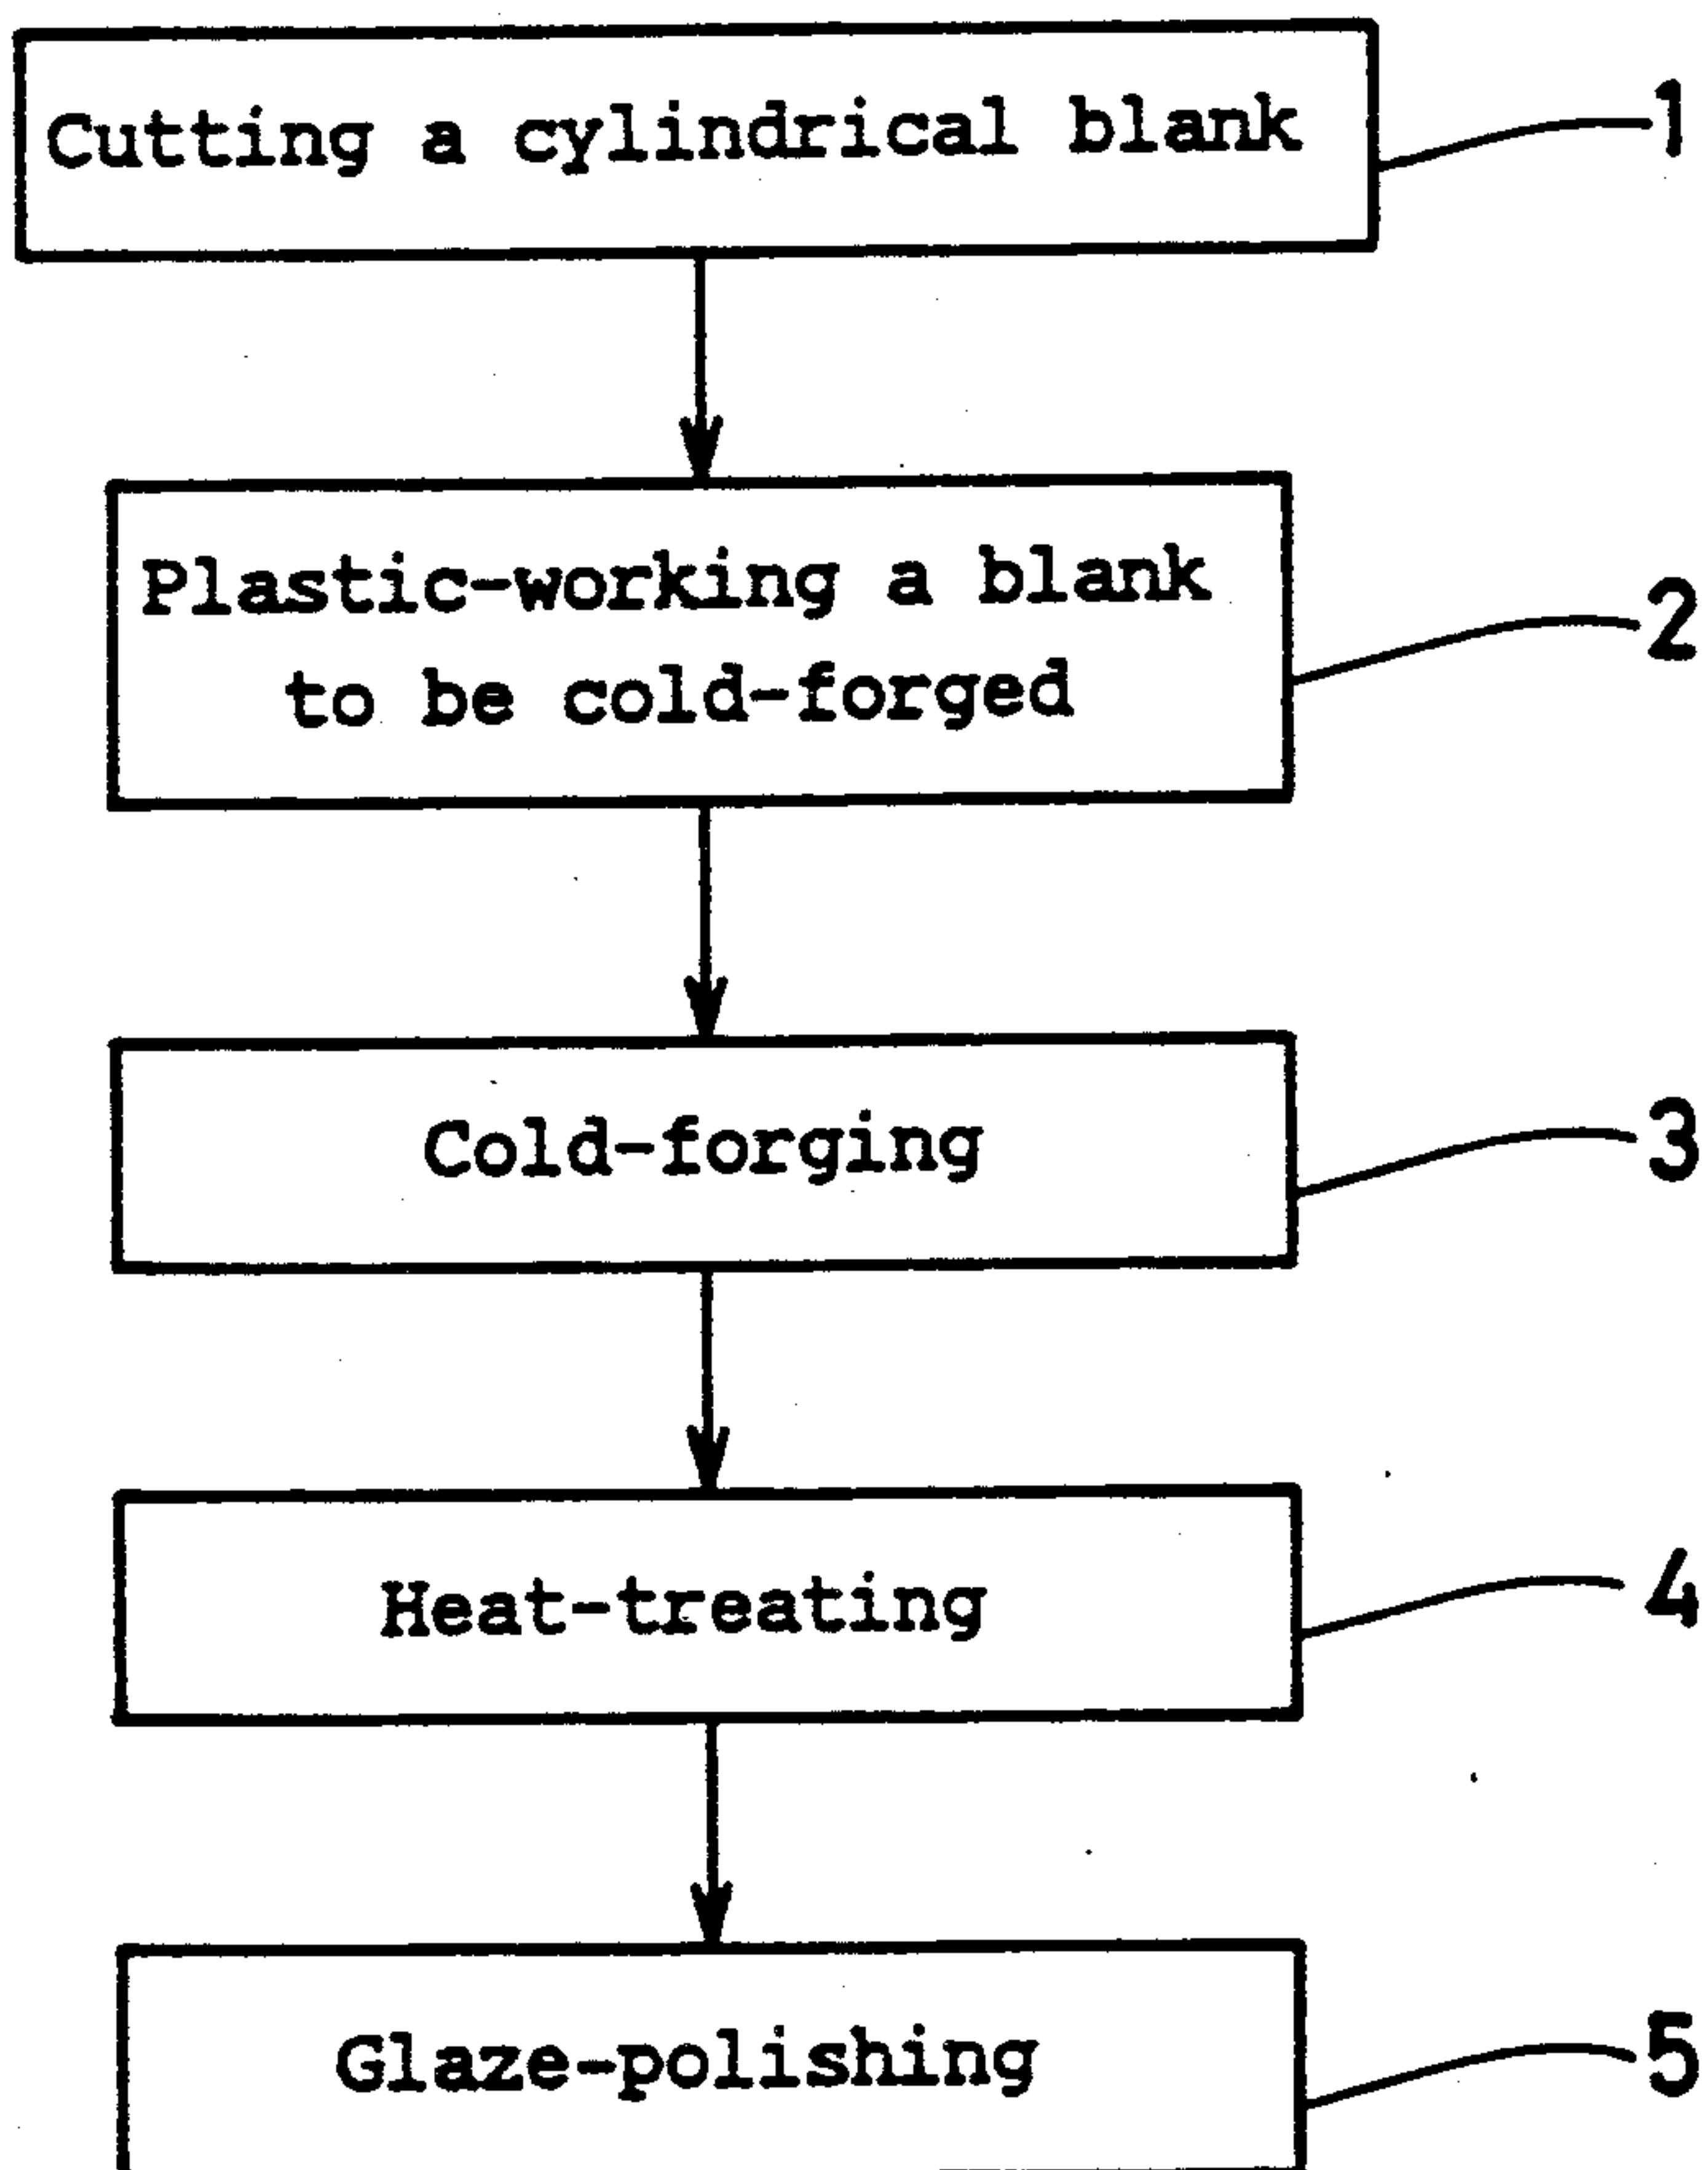 Cutting a cylindrical blank
1
Plastic-working a blank
to be cold-forged
2
Cold-forging
3
Heat-treating
4
Glaze-polishing
5